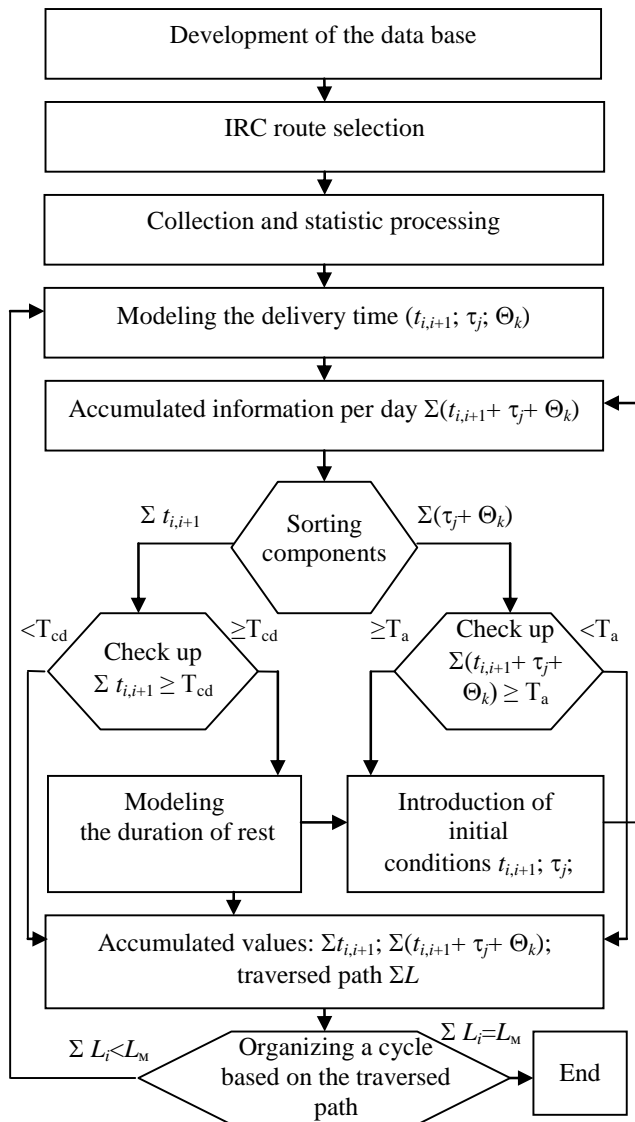 Development of the data base
IRC route selection
Collection and statistic processing
Modeling the delivery time (t_{i,i+1}; τ_j; Θ_k)
Accumulated information per day Σ(t_{i,i+1}+ τ_j+ Θ_k)
Σ t_{i,i+1}
Sorting
components
Σ(τ_j+ Θ_k)
<T_cd
Check up
Σ t_{i,i+1} ≥ T_cd
≥T_cd
≥T_a
Check up
Σ(t_{i,i+1}+ τ_j+
Θ_k) ≥ T_a
<T_a
Modeling
the duration of rest
Introduction of
initial
conditions t_{i,i+1}; τ_j;
Accumulated values: Σt_{i,i+1}; Σ(t_{i,i+1}+ τ_j+ Θ_k);
traversed path ΣL
Σ L_i<L_м
Organizing a cycle
based on the traversed
path
Σ L_i=L_м
End